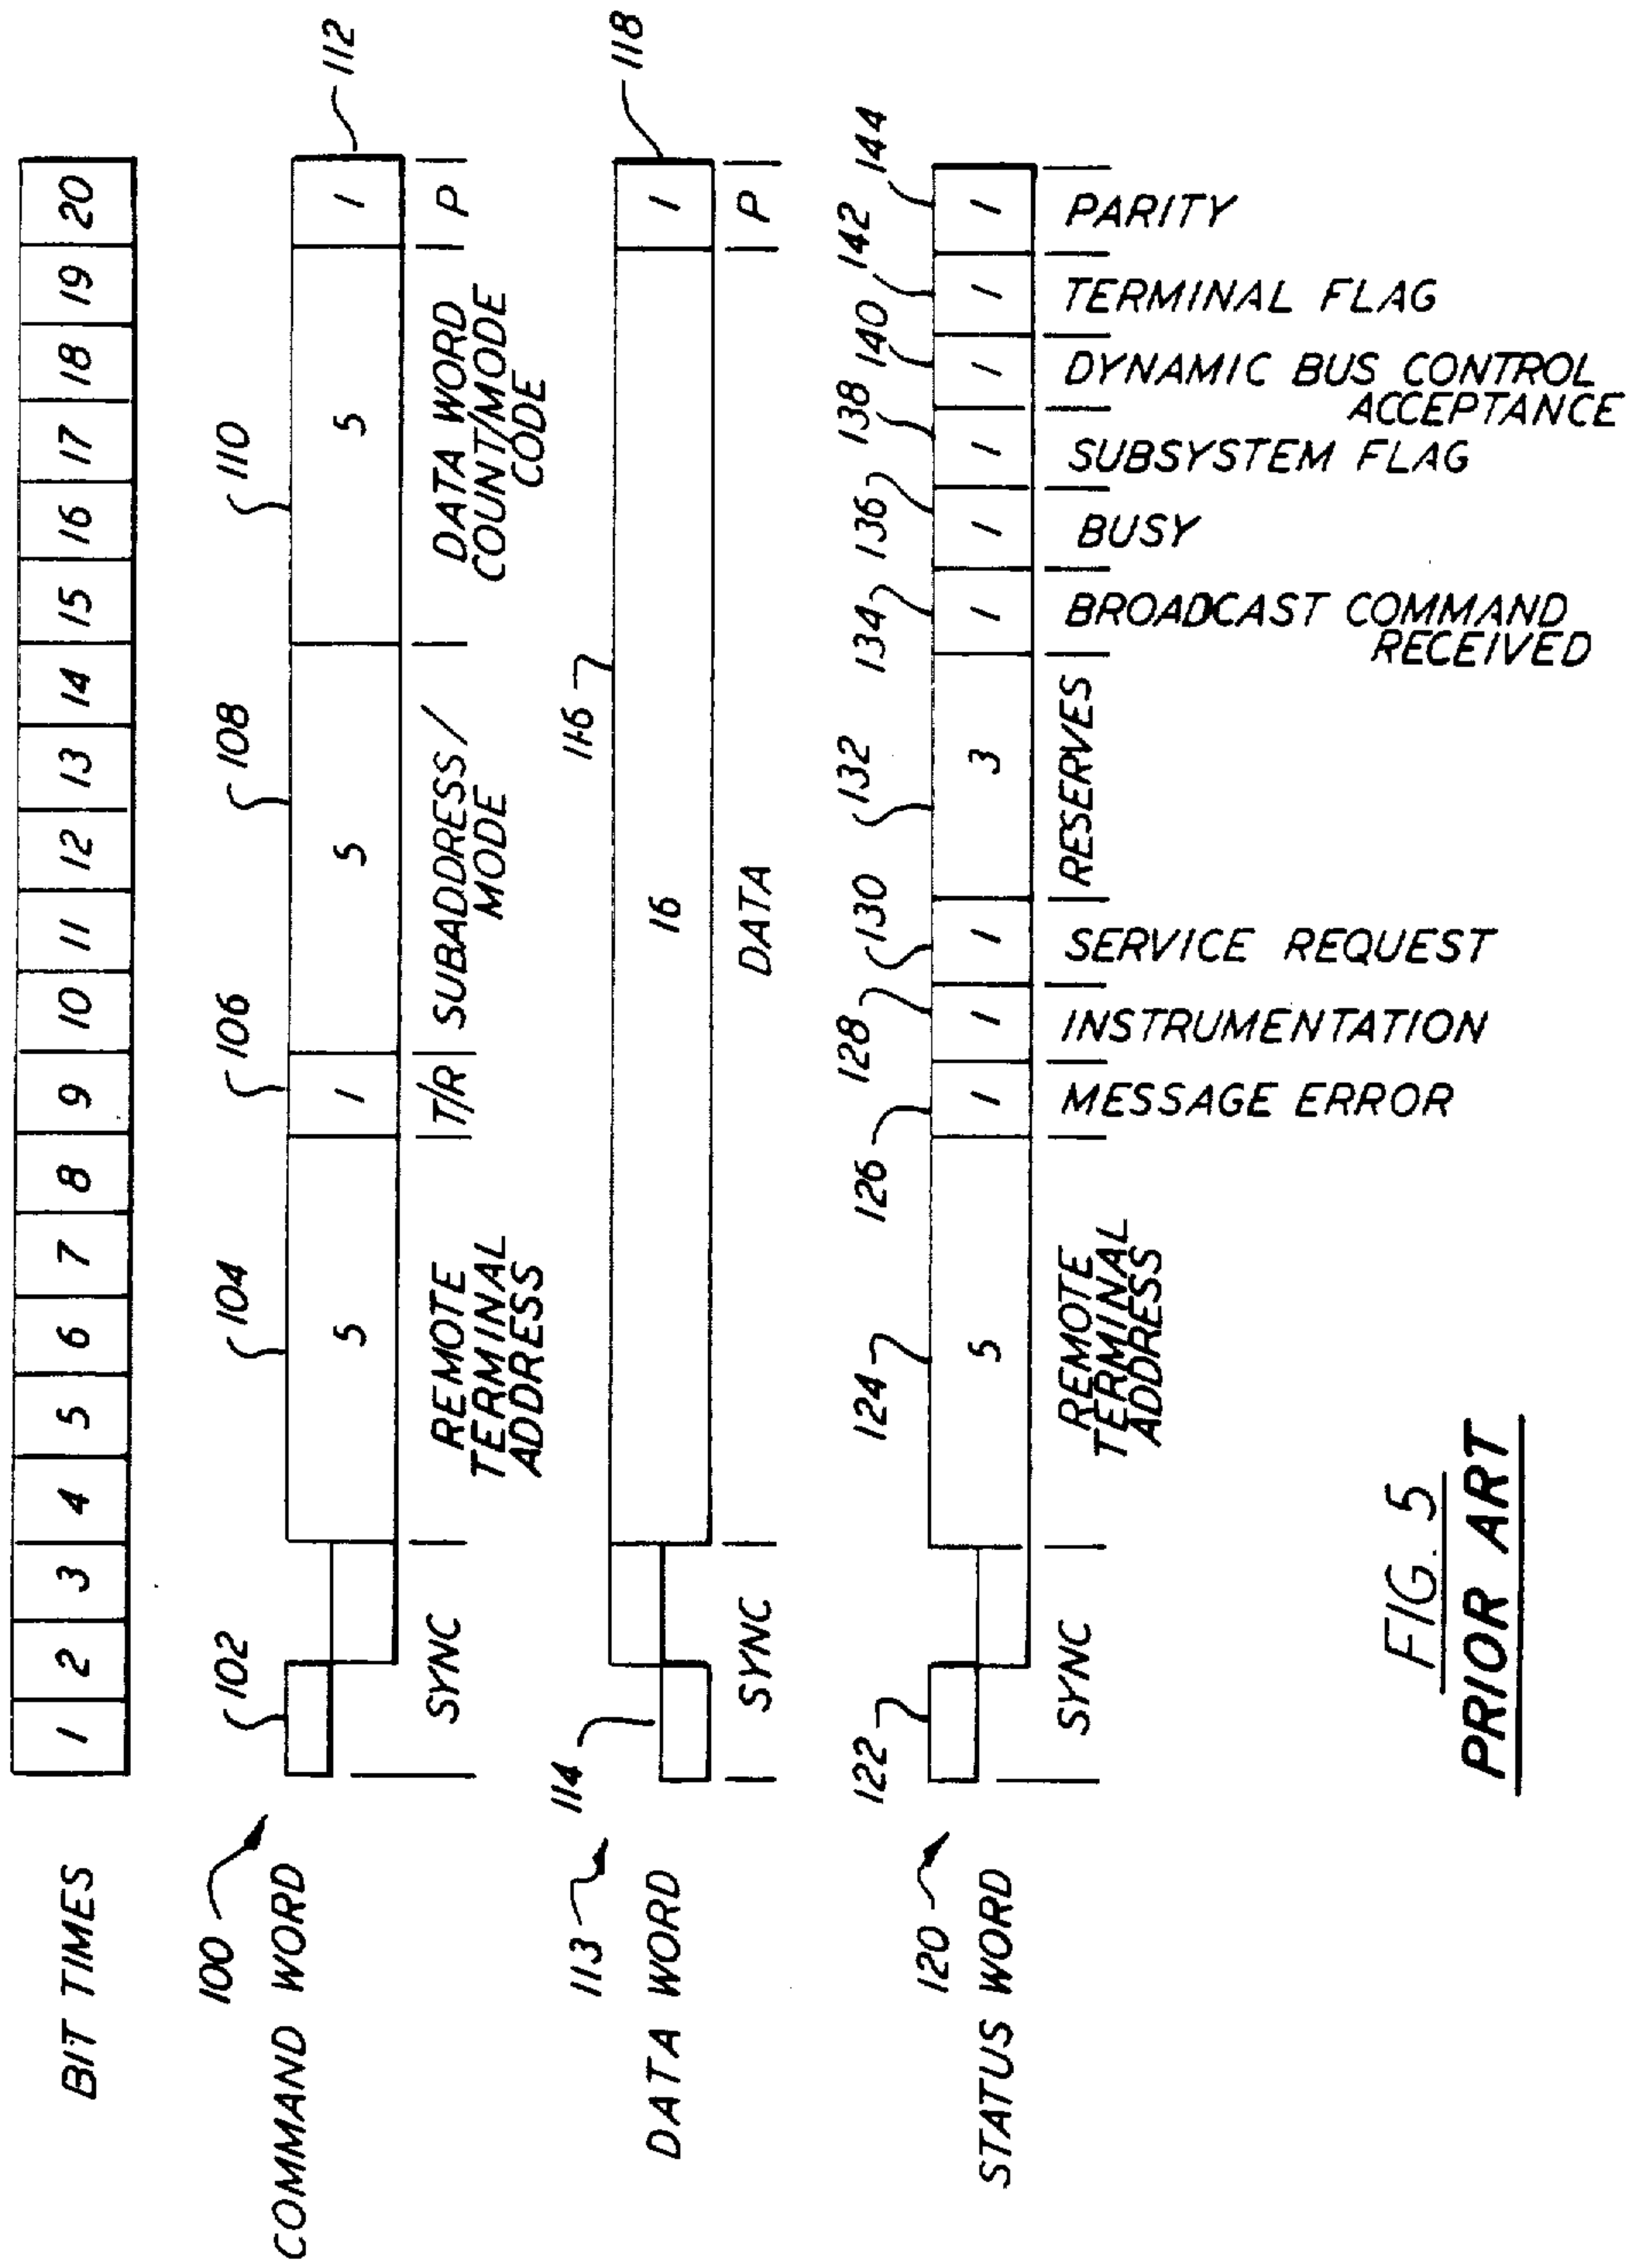 BIT TIMES
1 2 3 4 5 6 7 8 9 10 11 12 13 14 15 16 17 18 19 20
100 102 104 106 108 110 112
COMMAND WORD
5 1 5 5 1
SYNC
REMOTE
TERMINAL
ADDRESS
T/R
SUBADDRESS/
MODE
DATA WORD
COUNT/MODE
CODE
P
113 114 116 118
DATA WORD
16 1
SYNC DATA P
120 122 124 126 128 130 132 134 136 138 140 142 144
STATUS WORD
5 1 1 1 3 1 1 1 1 1 1
SYNC
REMOTE
TERMINAL
ADDRESS
MESSAGE ERROR
INSTRUMENTATION
SERVICE REQUEST
RESERVES
BROADCAST COMMAND
RECEIVED
BUSY
SUBSYSTEM FLAG
DYNAMIC BUS CONTROL
ACCEPTANCE
TERMINAL FLAG
PARITY
FIG. 5
PRIOR ART